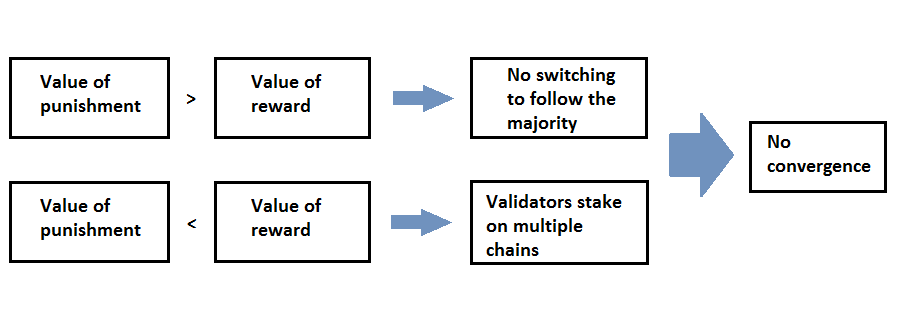 Value of
punishment
>
Value of
reward
No switching
to follow the
majority
Value of
punishment
<
Value of
reward
Validators stake
on multiple
chains
No
convergence